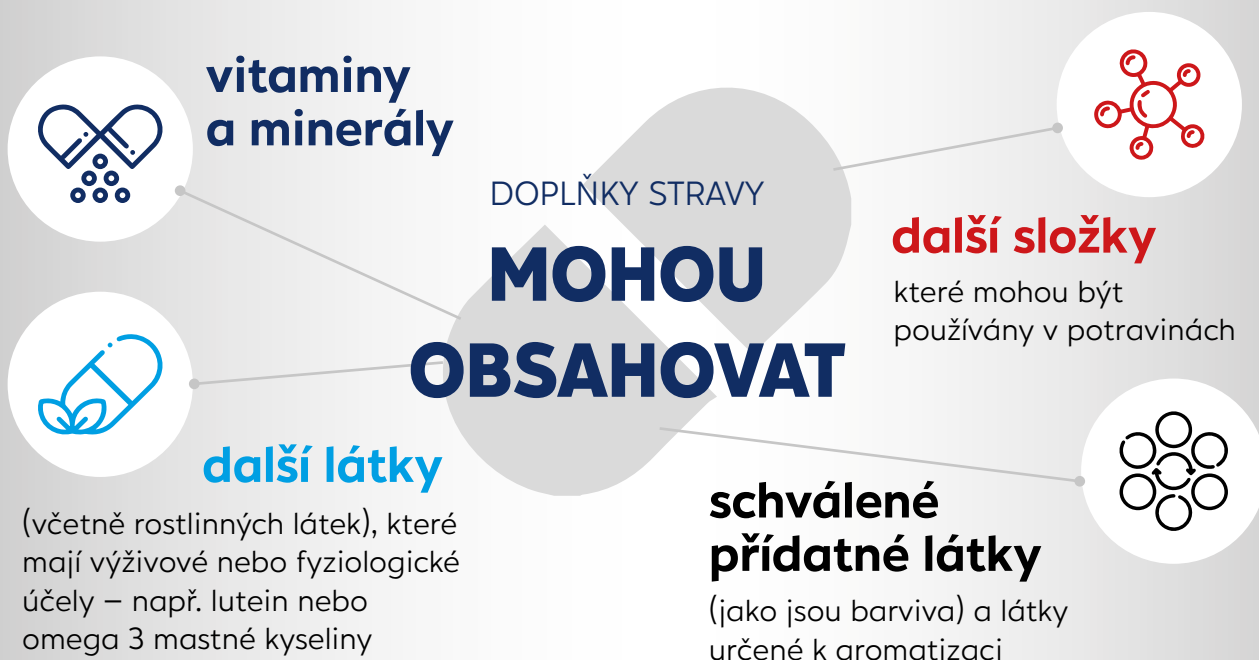 DOPLŇKY STRAVY
MOHOU
OBSAHOVAT
vitaminy
a minerály
další látky
(včetně rostlinných látek), které
mají výživové nebo fyziologické
účely – např. lutein nebo
omega 3 mastné kyseliny
další složky
které mohou být
používány v potravinách
schválené
přídatné látky
(jako jsou barviva) a látky
určené k aromatizaci